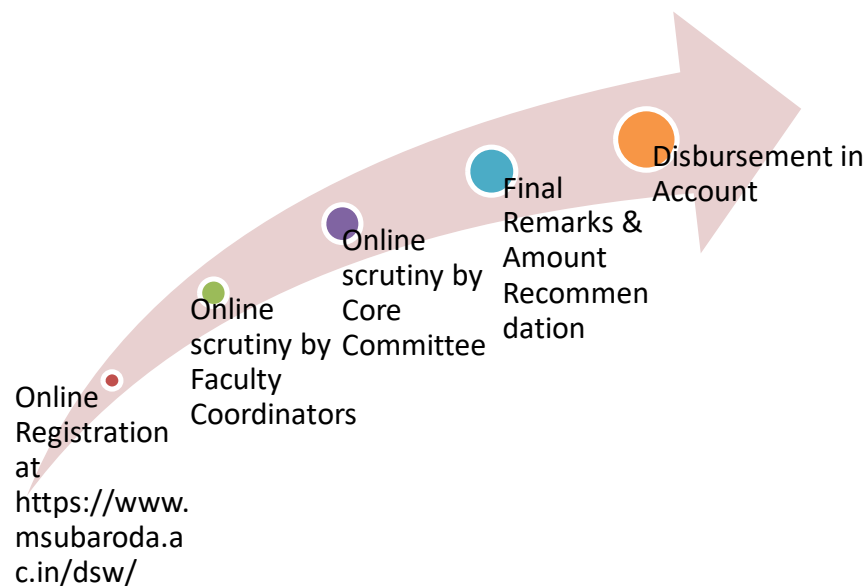 Online
Registration
at
https://www.
msubaroda.a
c.in/dsw/
Online
scrutiny by
Faculty
Coordinators
Online
scrutiny by
Core
Committee
Final
Remarks &
Amount
Recommen
dation
Disbursement in
Account